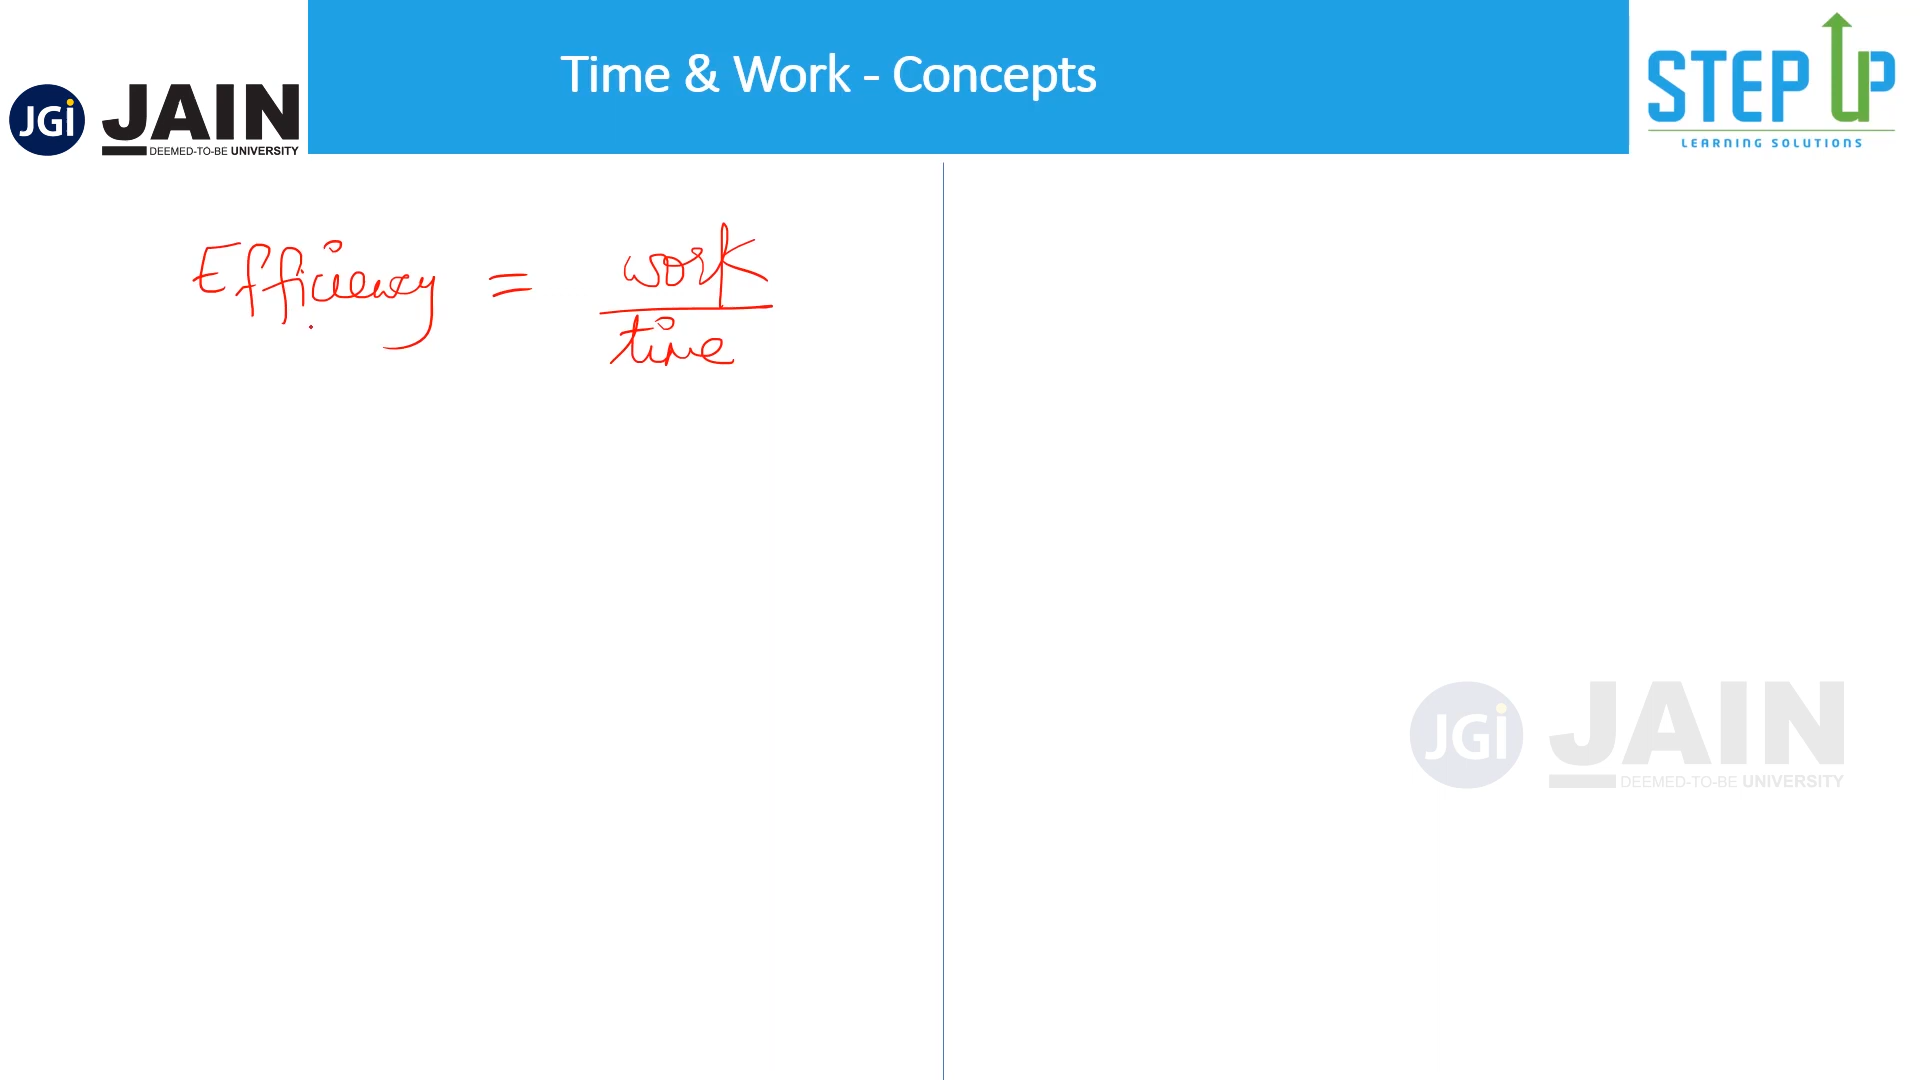 Time & Work - Concepts
JGi JAIN
DEEMED-TO-BE UNIVERSITY
STEP UP
LEARNING SOLUTIONS
Efficiency = work
time
JGi JAIN
DEEMED-TO-BE UNIVERSITY